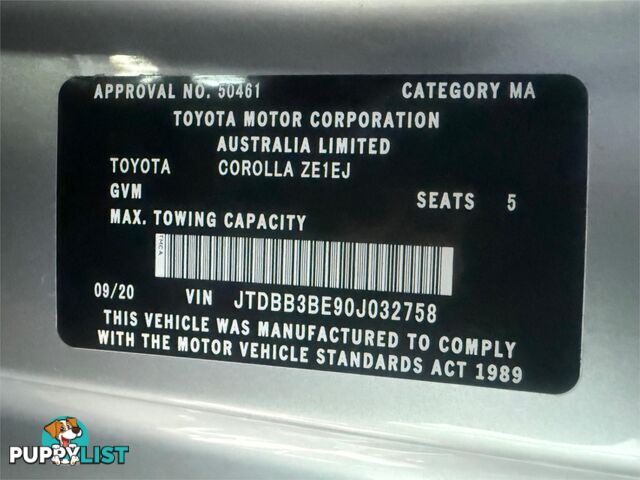 APPROVAL NO. 50461 CATEGORY MA
TOYOTA MOTOR CORPORATION
AUSTRALIA LIMITED
TOYOTA COROLLA ZE1EJ
GVM SEATS 5
MAX. TOWING CAPACITY
TMCA
09/20 VIN JTDBB3BE90J032758
THIS VEHICLE WAS MANUFACTURED TO COMPLY
WITH THE MOTOR VEHICLE STANDARDS ACT 1989
PUPPYLIST